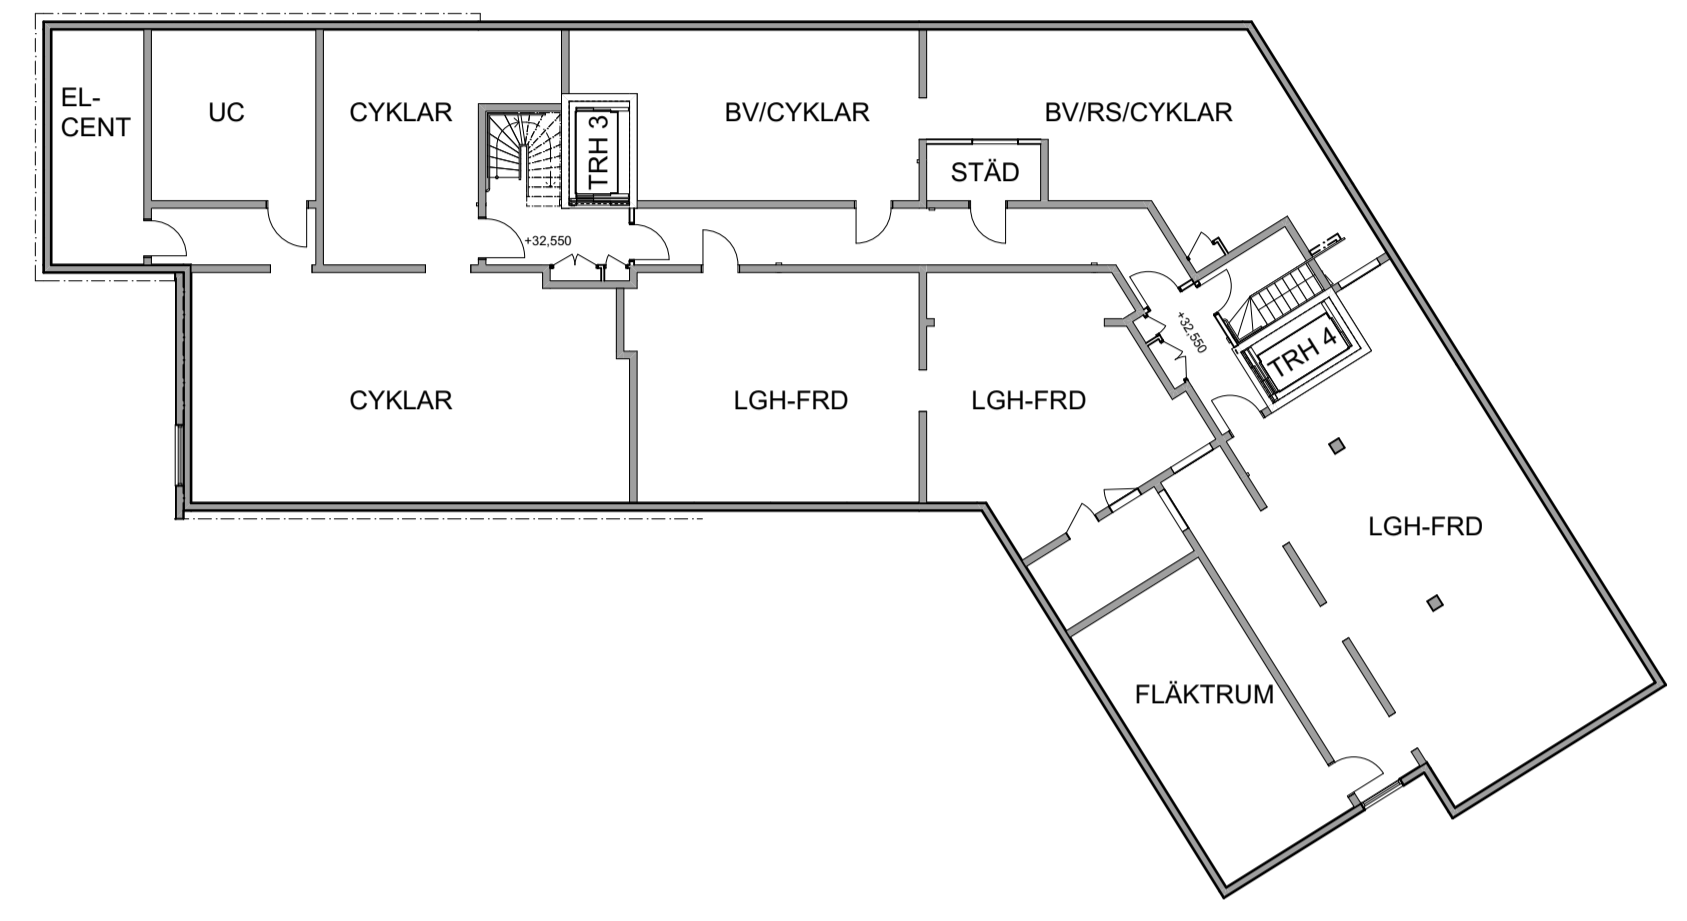 EL-
CENT
UC
CYKLAR
TRH 3
BV/CYKLAR
BV/RS/CYKLAR
STÄD
+32,550
+32,550
TRH 4
CYKLAR
LGH-FRD
LGH-FRD
LGH-FRD
FLÄKTRUM